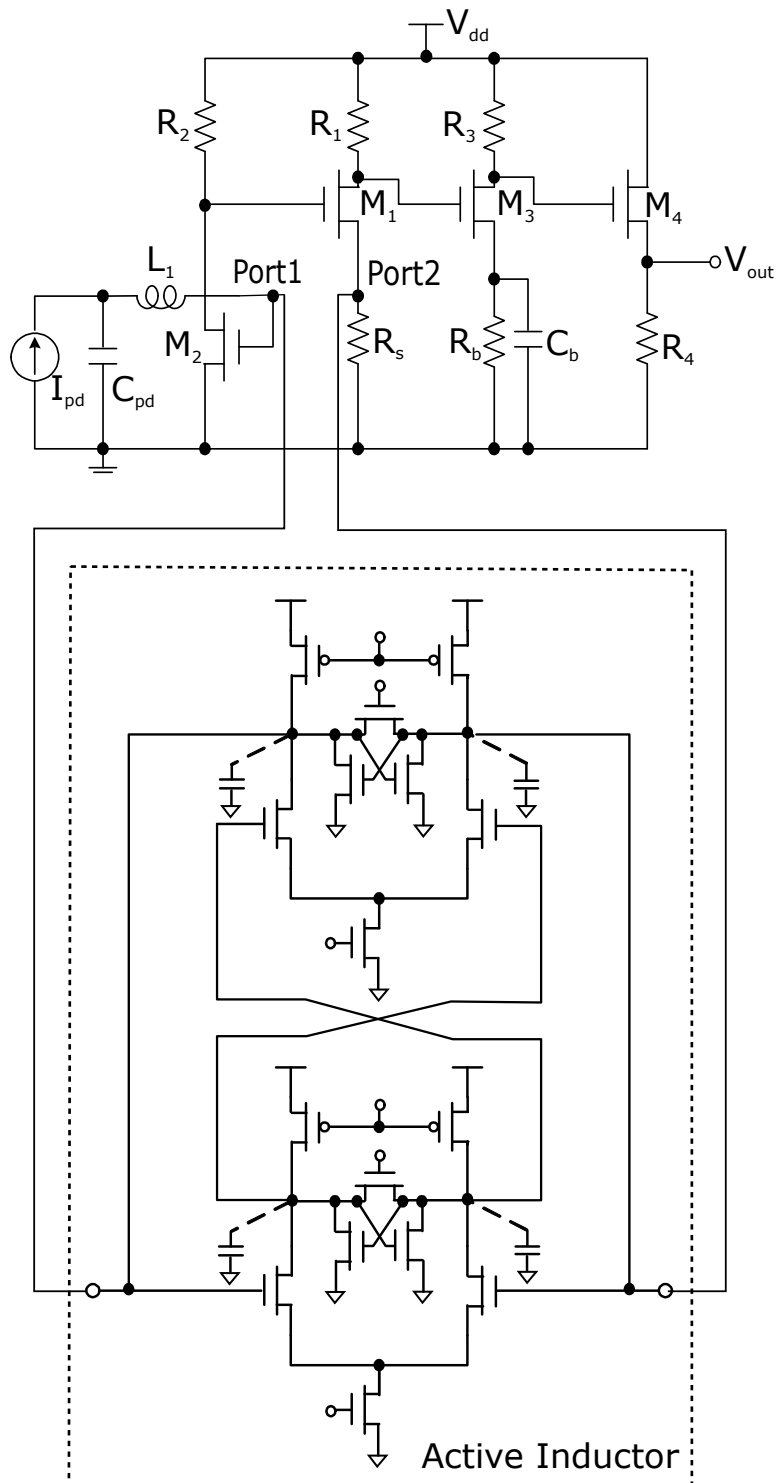 V_dd
R_2
R_1
R_3
M_1
M_3
M_4
L_1
Port1
Port2
V_out
M_2
R_s
R_b
C_b
R_4
I_pd
C_pd
Active Inductor